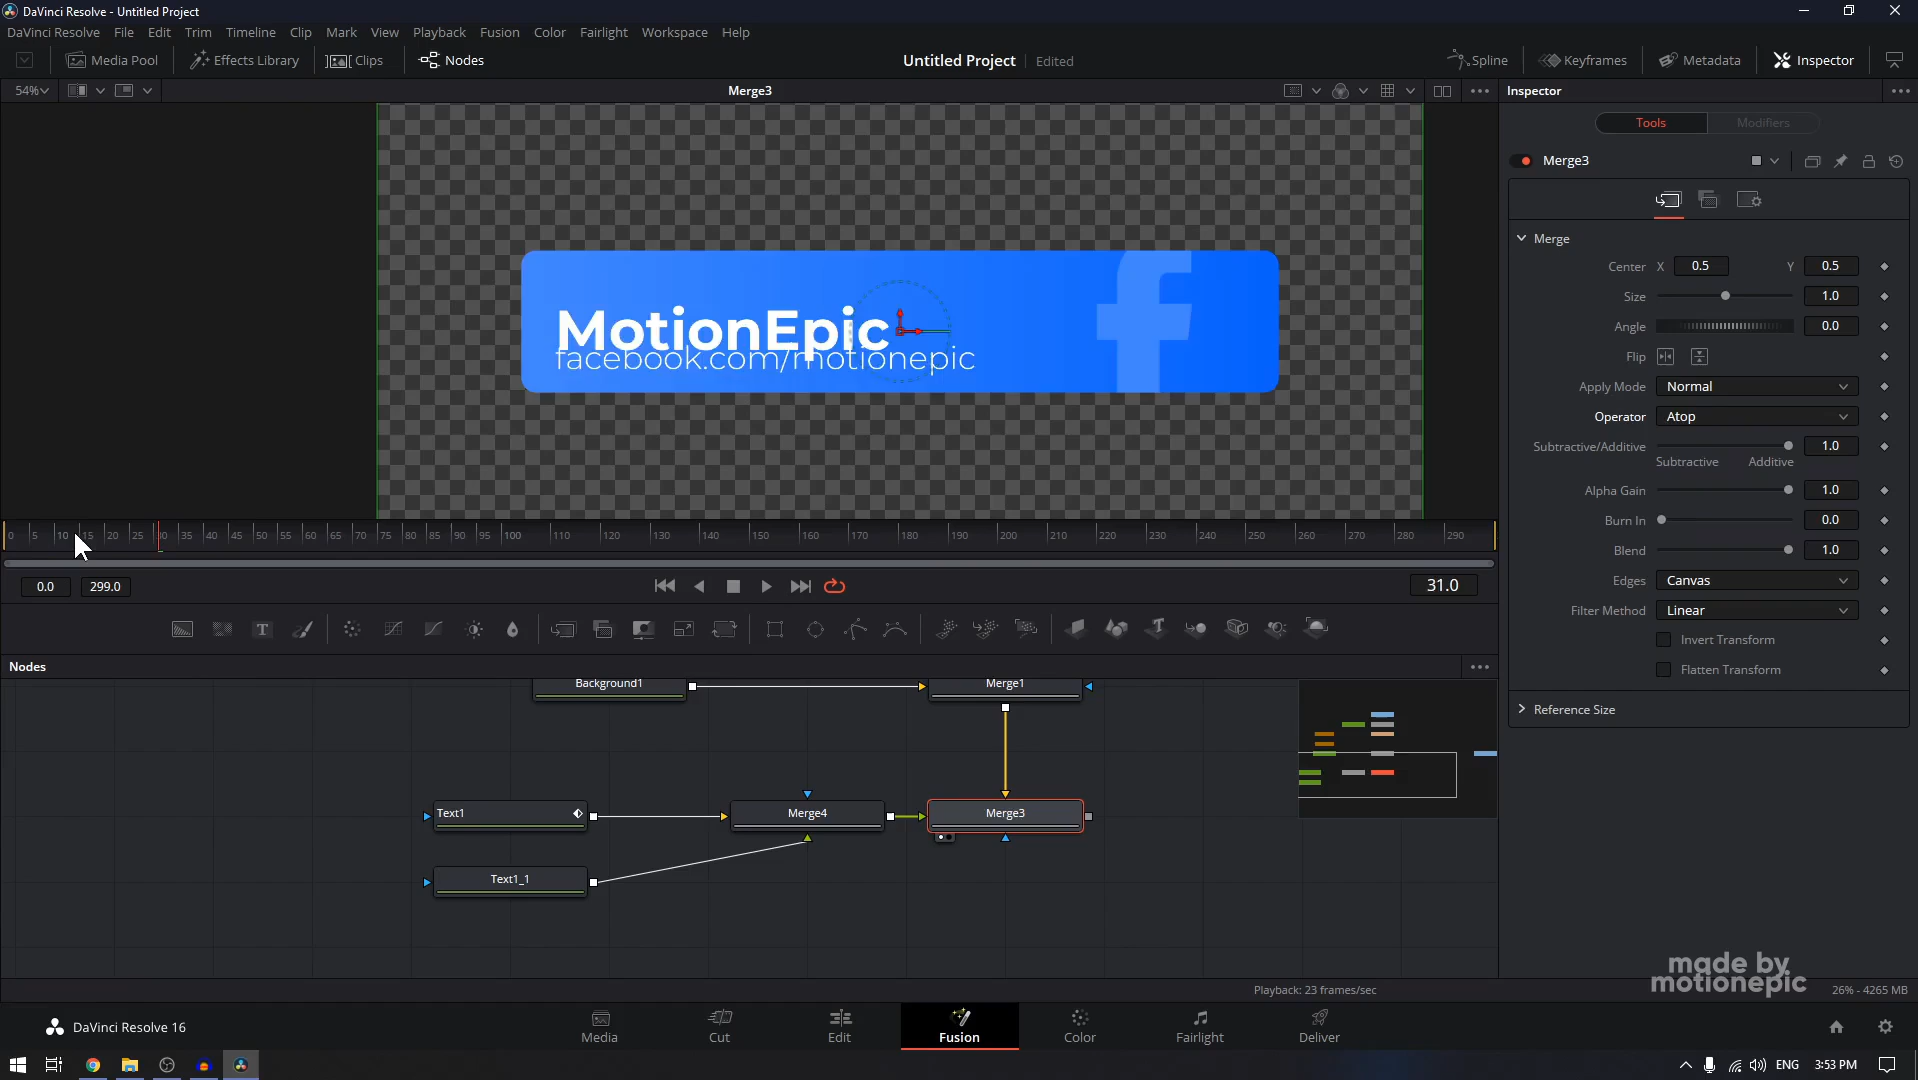 DaVinci Resolve - Untitled Project
DaVinci Resolve File Edit Trim Timeline Clip Mark View Playback Fusion Color Fairlight Workspace Help
Media Pool Effects Library Clips Nodes Untitled Project Edited Spline Keyframes Metadata Inspector
54% Merge3 Inspector
Tools Modifiers
Merge3
Merge
Center X 0.5 Y 0.5
Size 1.0
Angle 0.0
Flip
Apply Mode Normal
Operator Atop
Subtractive/Additive 1.0
Subtractive Additive
Alpha Gain 1.0
Burn In 0.0
Blend 1.0
Edges Canvas
Filter Method Linear
Invert Transform
Flatten Transform
Reference Size
MotionEpic
facebook.com/motionepic
0 5 10 15 20 25 30 35 40 45 50 55 60 65 70 75 80 85 90 95 100 110 120 130 140 150 160 170 180 190 200 210 220 230 240 250 260 270 280 290
0.0 299.0 31.0
T
Nodes
Background1 Merge1
Text1 Merge4 Merge3
Text1_1
made by
motionepic
Playback: 23 frames/sec 26% - 4265 MB
DaVinci Resolve 16 Media Cut Edit Fusion Color Fairlight Deliver
ENG 3:53 PM